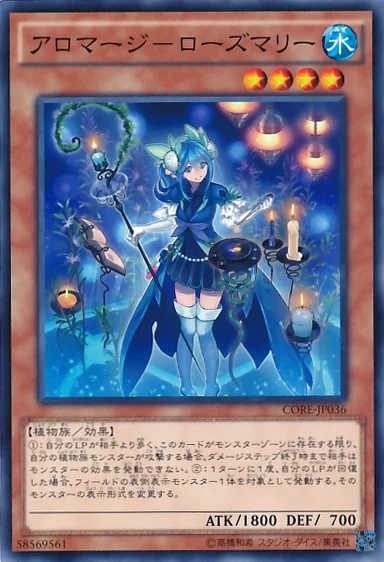 アロマージ－ローズマリー
水
CORE-JP036
【植物族／効果】
①：自分のLPが相手より多く、このカードがモンスターゾーンに存在する限り、
自分の植物族モンスターが攻撃する場合、ダメージステップ終了時まで相手は
モンスターの効果を発動できない。②：1ターンに1度、自分のLPが回復
した場合、フィールドの表側表示モンスター1体を対象として発動する。その
モンスターの表示形式を変更する。
ATK/1800 DEF/ 700
58569561
©高橋和希 スタジオ・ダイス/集英社